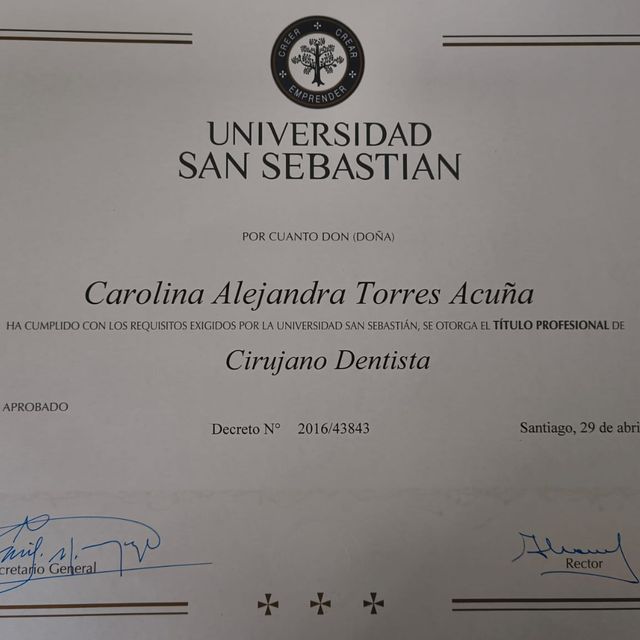 CREER CREAR
EMPRENDER
UNIVERSIDAD
SAN SEBASTIAN
POR CUANTO DON (DOÑA)
Carolina Alejandra Torres Acuña
HA CUMPLIDO CON LOS REQUISITOS EXIGIDOS POR LA UNIVERSIDAD SAN SEBASTIÁN, SE OTORGA EL TÍTULO PROFESIONAL DE
Cirujano Dentista
APROBADO
Decreto N° 2016/43843 Santiago, 29 de abri
cretario General Rector